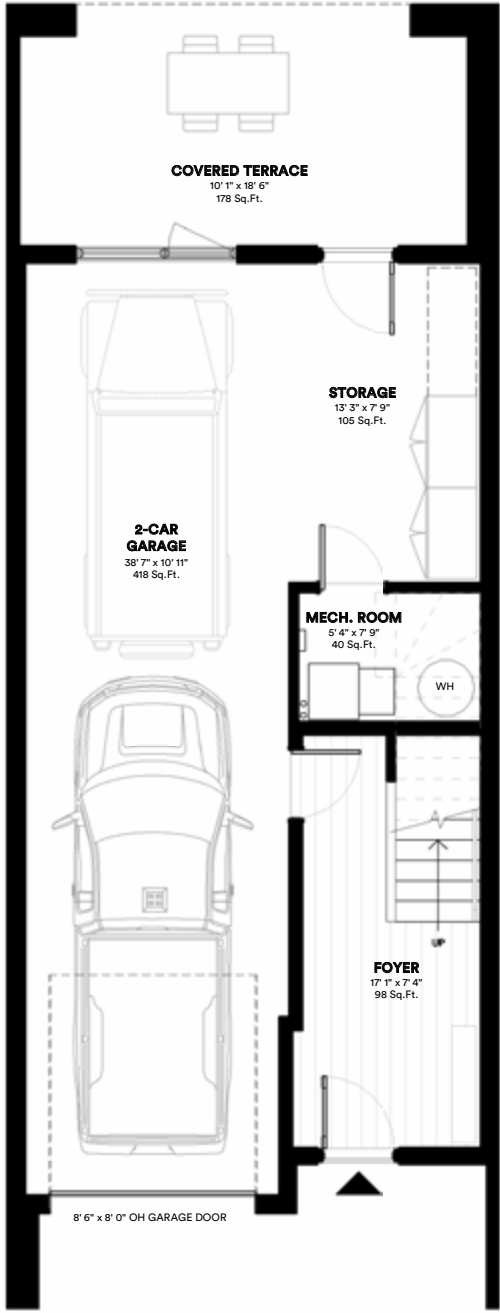 COVERED TERRACE
10' 1" x 18' 6"
178 Sq.Ft.
STORAGE
13' 3" x 7' 9"
105 Sq.Ft.
2-CAR
GARAGE
38' 7" x 10' 11"
418 Sq.Ft.
MECH. ROOM
5' 4" x 7' 9"
40 Sq.Ft.
WH
UP
FOYER
17' 1" x 7' 4"
98 Sq.Ft.
8' 6" x 8' 0" OH GARAGE DOOR